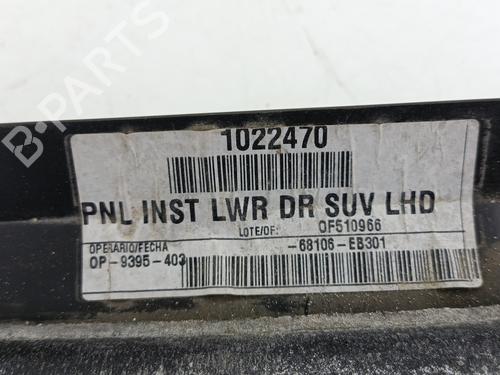 1022470
PNL INST LWR DR SUV LHD
LOTE/OF: OF510966
OPERARIO/FECHA -68106-EB301
OP-9395-403
B-PARTS